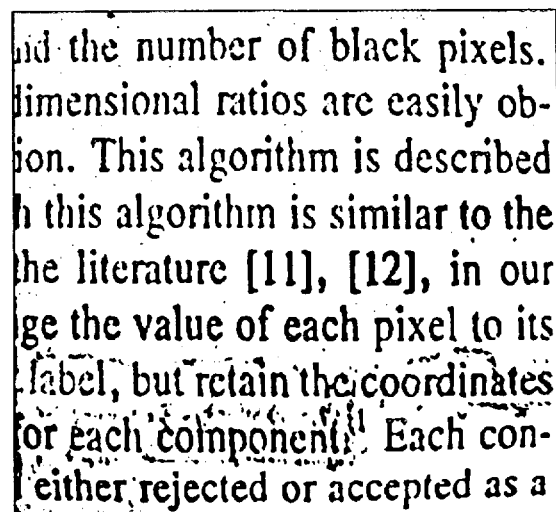 the number of black pixels.
dimensional ratios are easily ob-
ion. This algorithm is described
h this algorithm is similar to the
the literature [11], [12], in our
ge the value of each pixel to its
label, but retain the coordinates
for each component. Each con-
either rejected or accepted as a